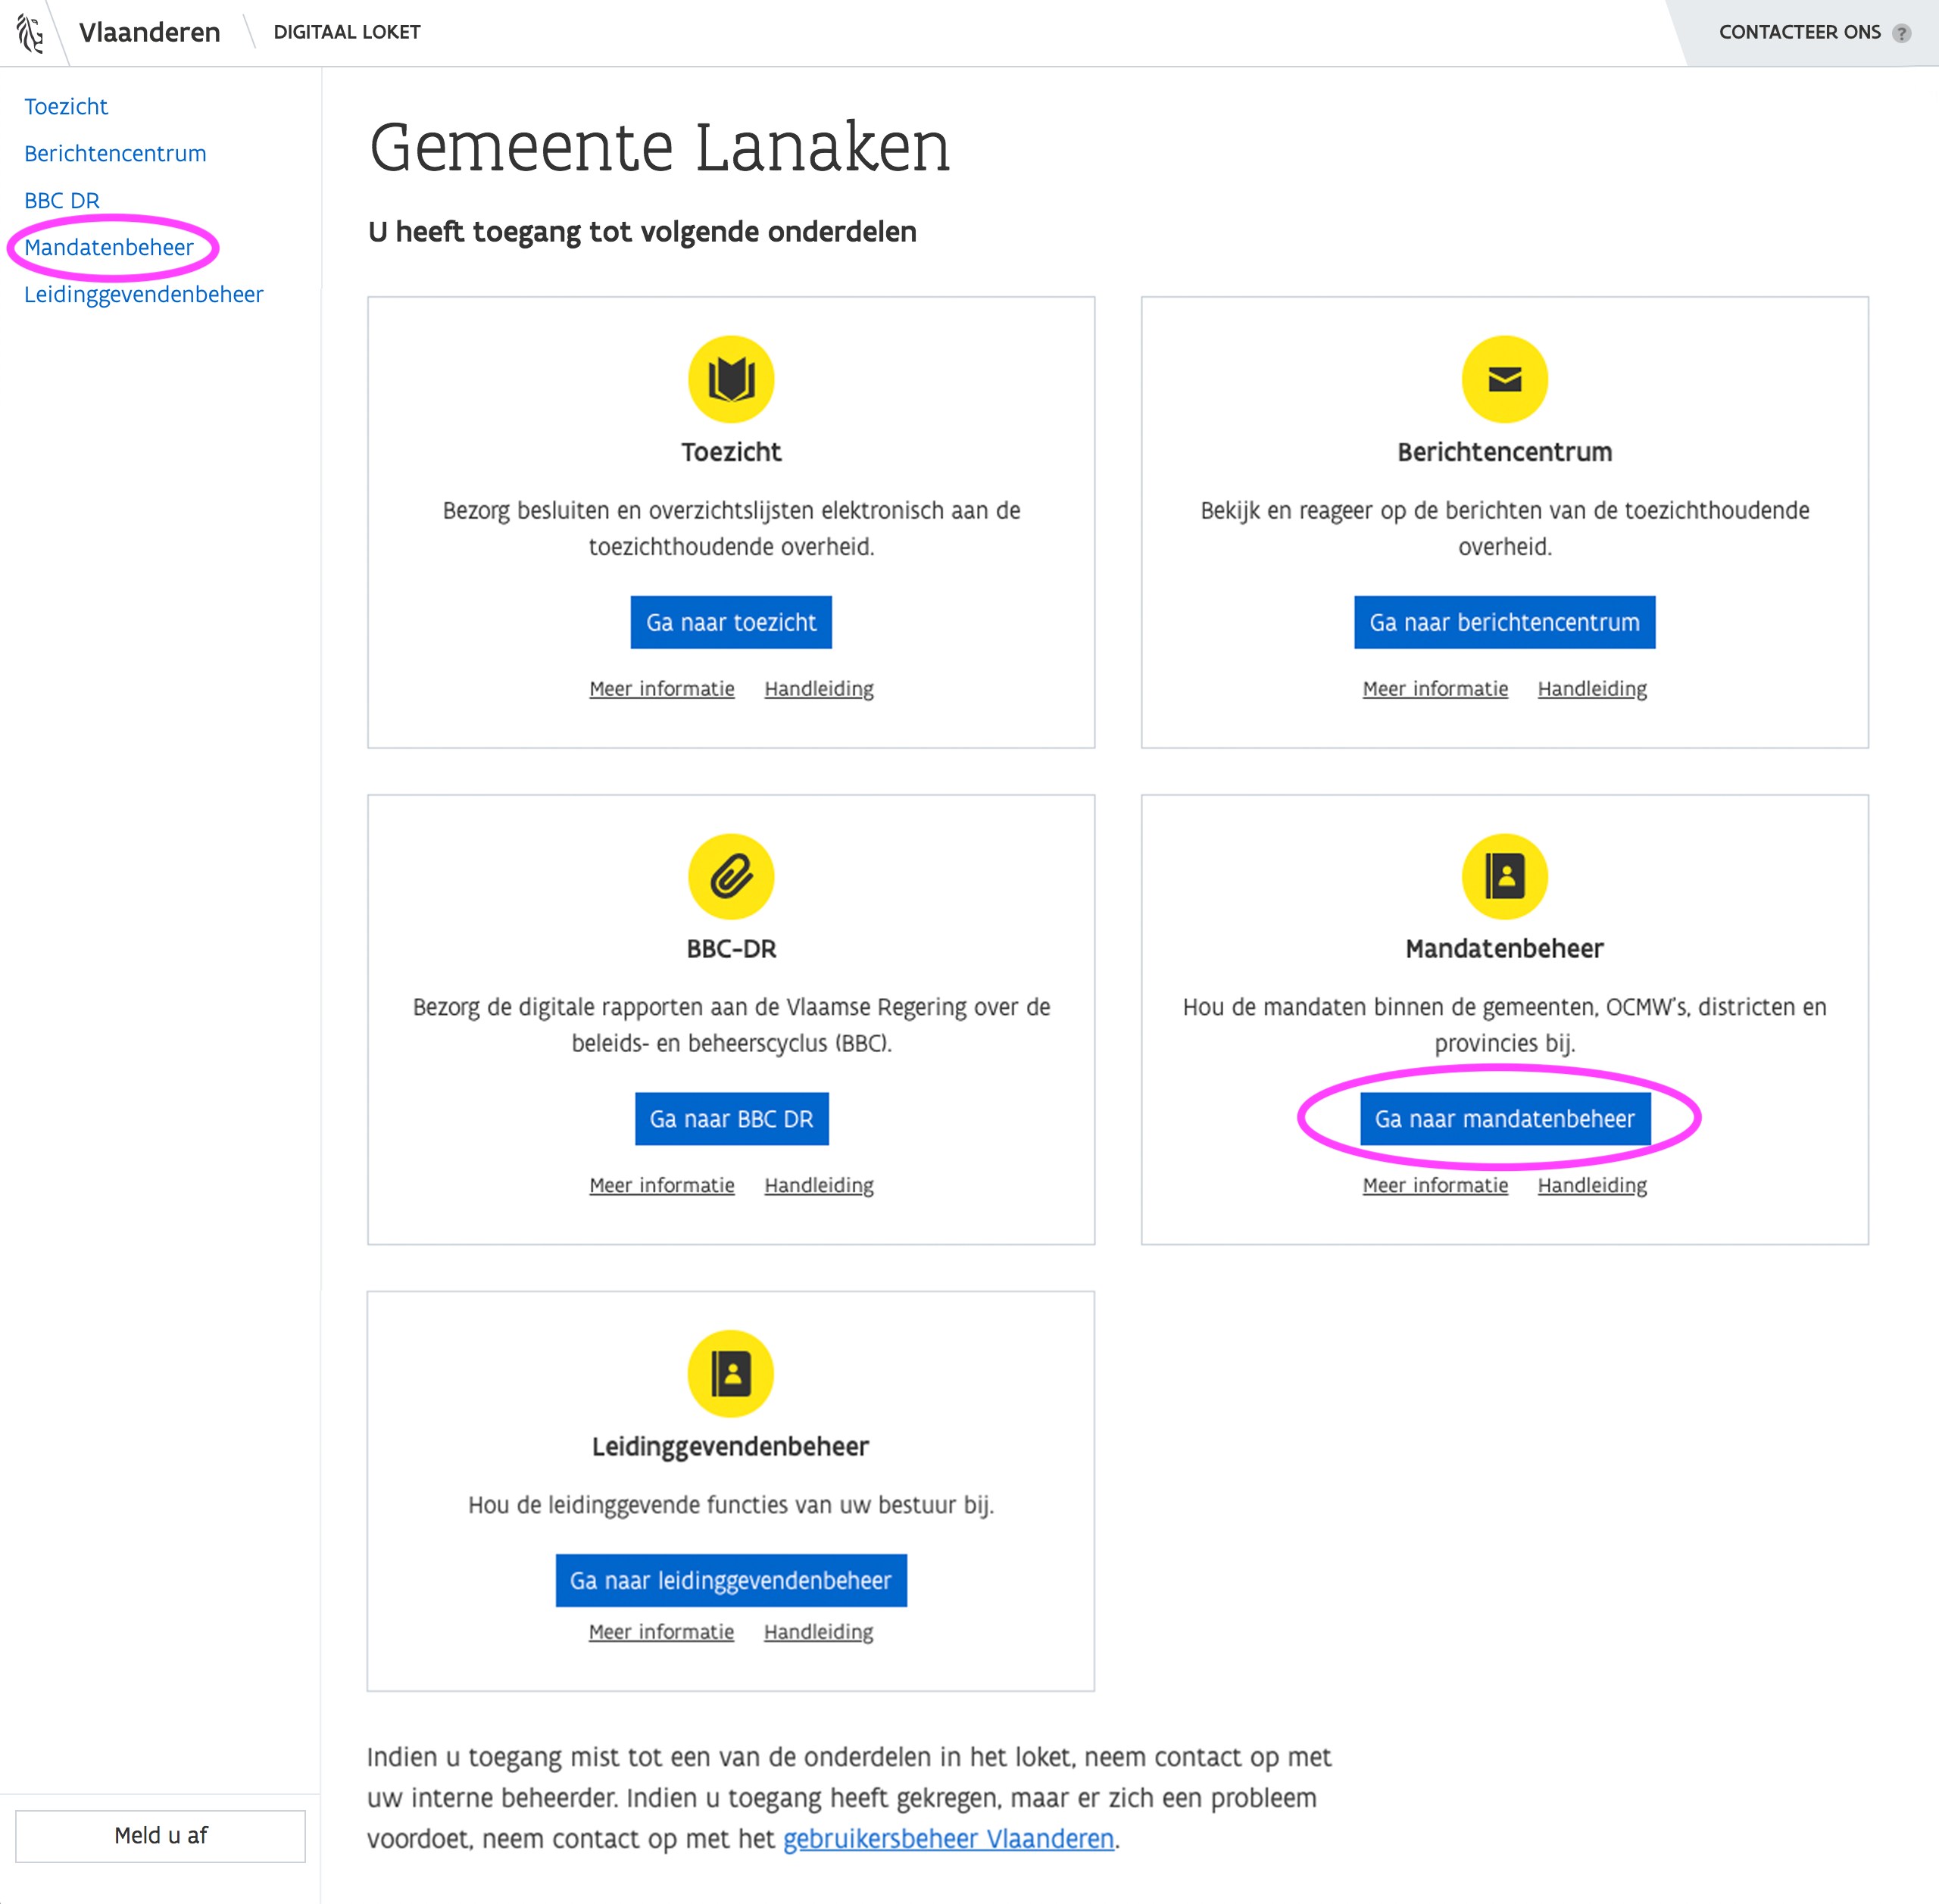 Vlaanderen
DIGITAAL LOKET
CONTACTEER ONS ?
Toezicht
Berichtencentrum
BBC DR
Mandatenbeheer
Leidinggevendenbeheer
Gemeente Lanaken
U heeft toegang tot volgende onderdelen
Toezicht
Bezorg besluiten en overzichtslijsten elektronisch aan de
toezichthoudende overheid.
Ga naar toezicht
Meer informatie Handleiding
Berichtencentrum
Bekijk en reageer op de berichten van de toezichthoudende
overheid.
Ga naar berichtencentrum
Meer informatie Handleiding
BBC-DR
Bezorg de digitale rapporten aan de Vlaamse Regering over de
beleids- en beheerscyclus (BBC).
Ga naar BBC DR
Meer informatie Handleiding
Mandatenbeheer
Hou de mandaten binnen de gemeenten, OCMW's, districten en
provincies bij.
Ga naar mandatenbeheer
Meer informatie Handleiding
Leidinggevendenbeheer
Hou de leidinggevende functies van uw bestuur bij.
Ga naar leidinggevendenbeheer
Meer informatie Handleiding
Indien u toegang mist tot een van de onderdelen in het loket, neem contact op met
uw interne beheerder. Indien u toegang heeft gekregen, maar er zich een probleem
voordoet, neem contact op met het gebruikersbeheer Vlaanderen.
Meld u af